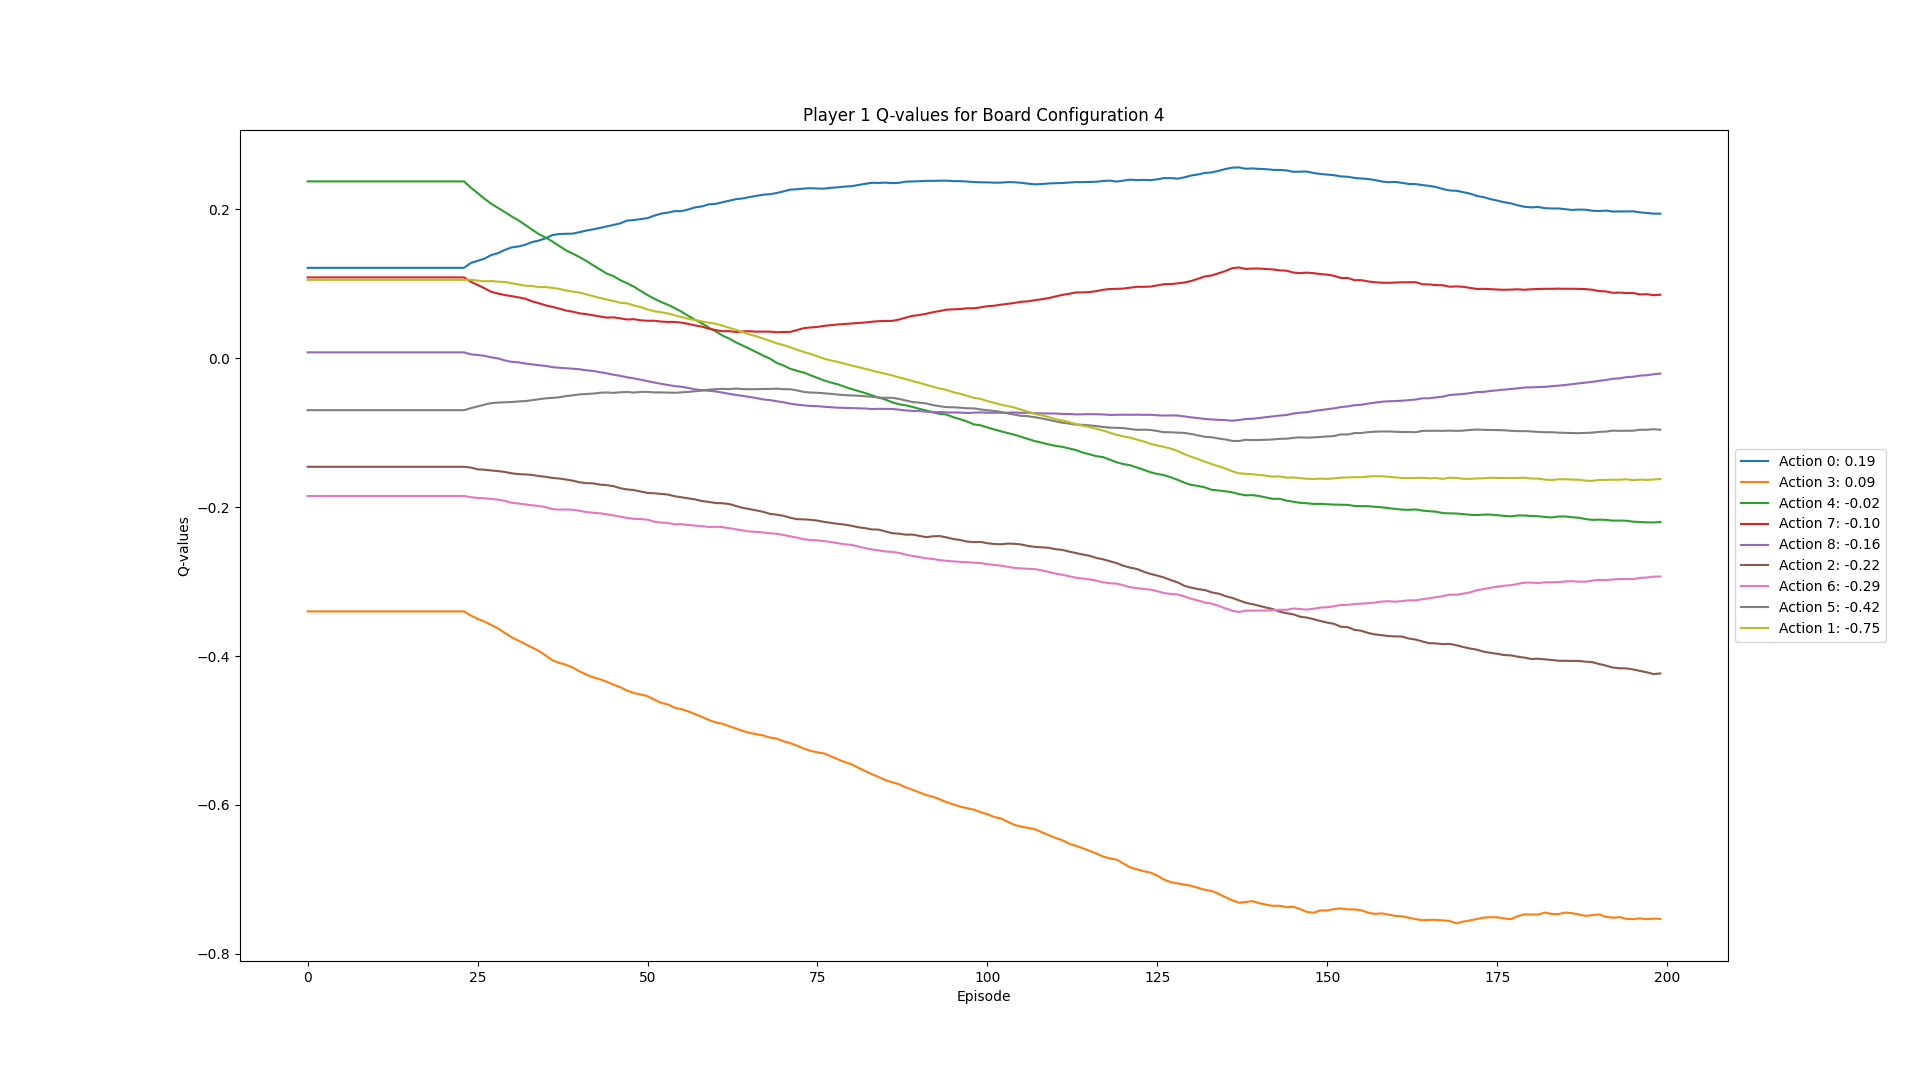 Player 1 Q-values for Board Configuration 4
Q-values
0.2
0.0
−0.2
−0.4
−0.6
−0.8
0
25
50
75
100
125
150
175
200
Episode
Action 0: 0.19
Action 3: 0.09
Action 4: -0.02
Action 7: -0.10
Action 8: -0.16
Action 2: -0.22
Action 6: -0.29
Action 5: -0.42
Action 1: -0.75